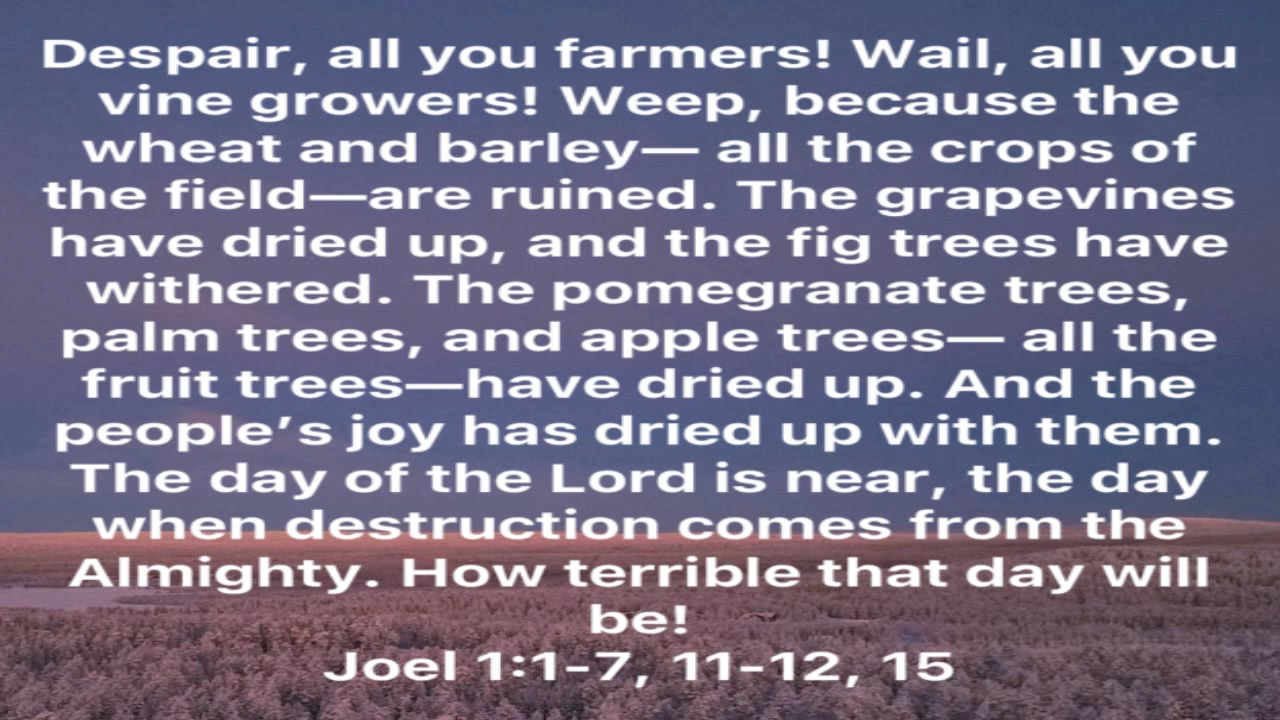 Despair, all you farmers! Wail, all you
vine growers! Weep, because the
wheat and barley— all the crops of
the field—are ruined. The grapevines
have dried up, and the fig trees have
withered. The pomegranate trees,
palm trees, and apple trees— all the
fruit trees—have dried up. And the
people’s joy has dried up with them.
The day of the Lord is near, the day
when destruction comes from the
Almighty. How terrible that day will
be!
Joel 1:1-7, 11-12, 15